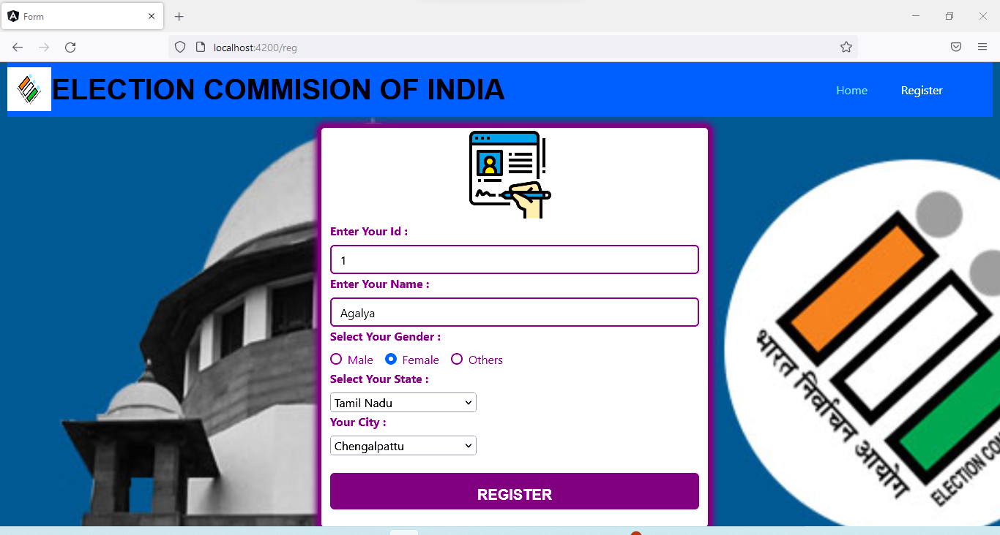 Form
localhost:4200/reg
ELECTION COMMISION OF INDIA
Home
Register
Enter Your Id :
1
Enter Your Name :
Agalya
Select Your Gender :
Male Female Others
Select Your State :
Tamil Nadu
Your City :
Chengalpattu
REGISTER
भारत निर्वाचन आयोग
ELECTION CO